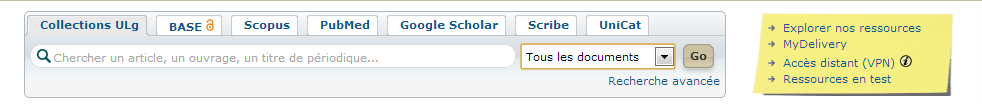 Collections ULg BASE Scopus PubMed Google Scholar Scribe UniCat
Chercher un article, un ouvrage, un titre de périodique... Tous les documents Go
Recherche avancée
Explorer nos ressources
MyDelivery
Accès distant (VPN) i
Ressources en test